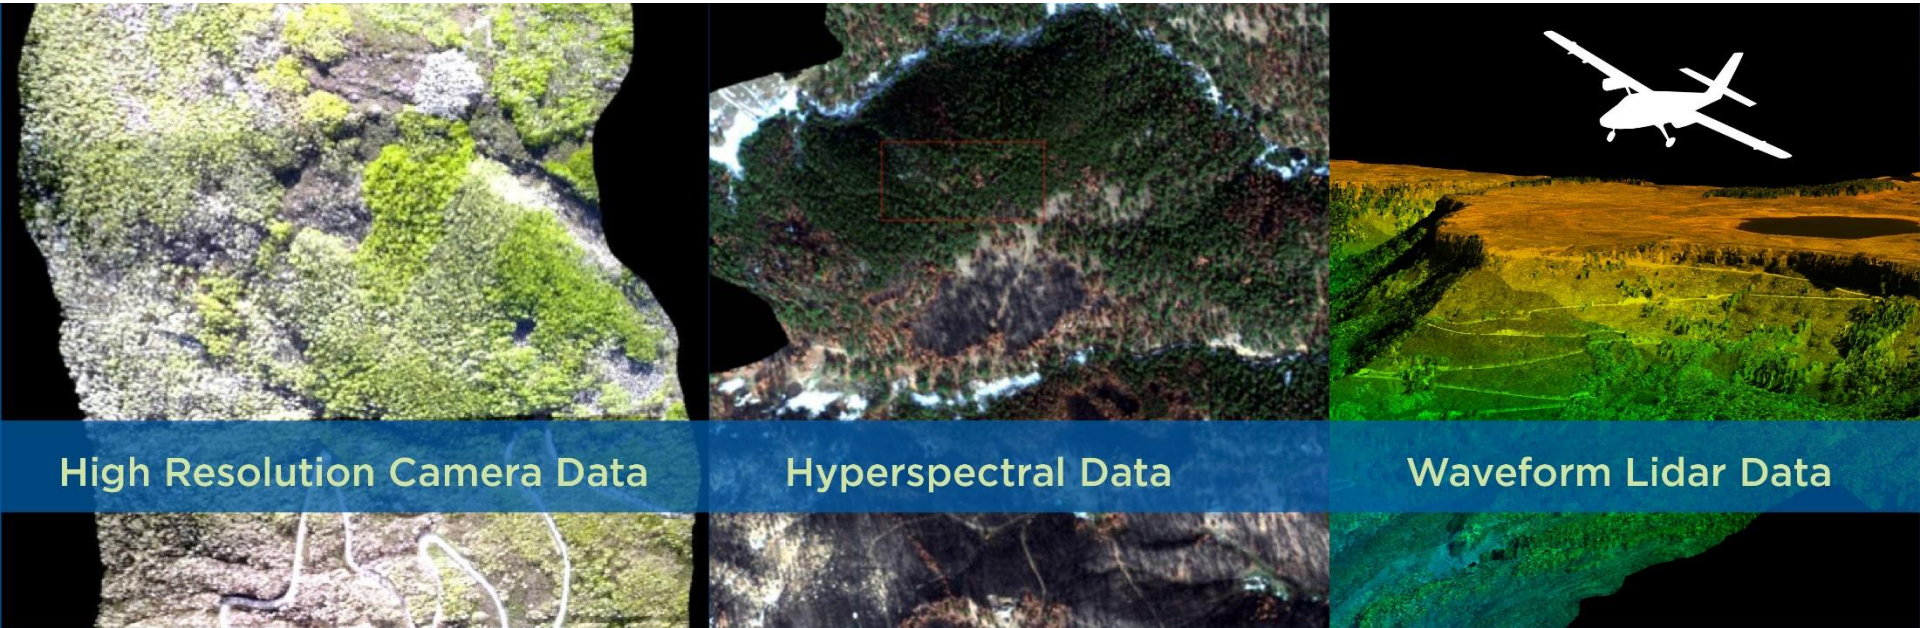 High Resolution Camera Data
Hyperspectral Data
Waveform Lidar Data